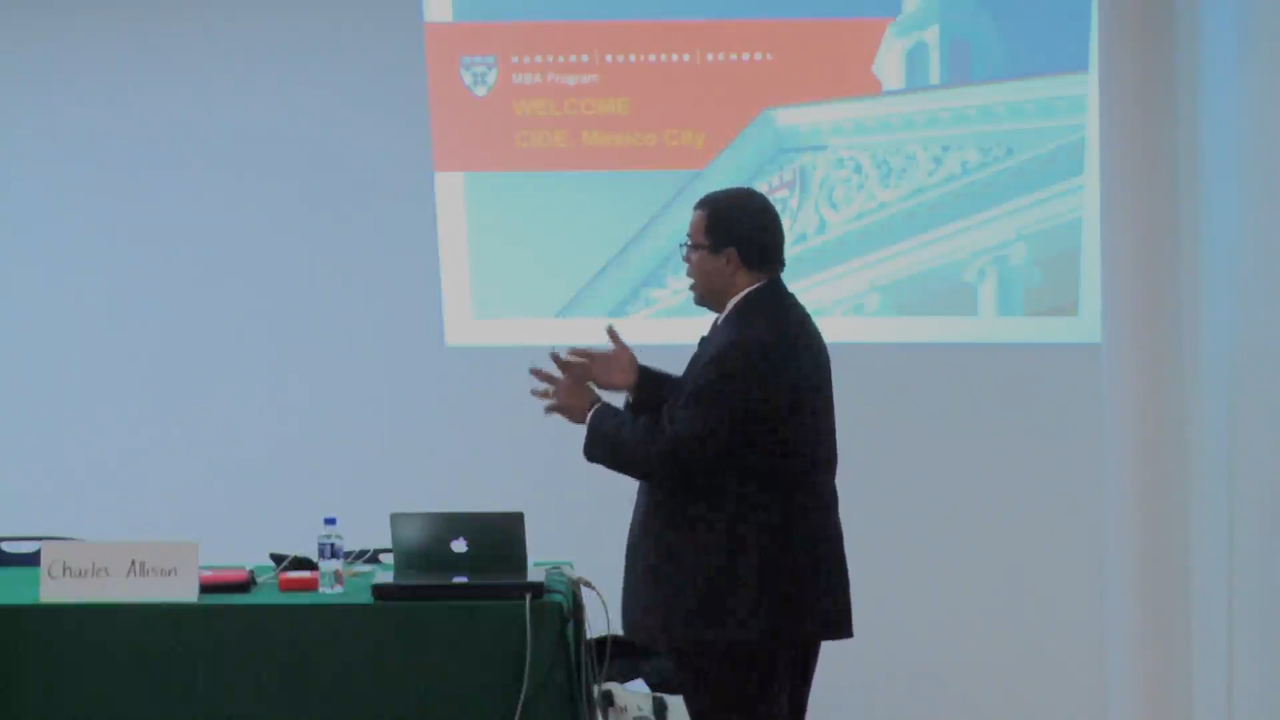 HARVARD | BUSINESS | SCHOOL
MBA Program
WELCOME
CIDE, Mexico City
Charles Allison